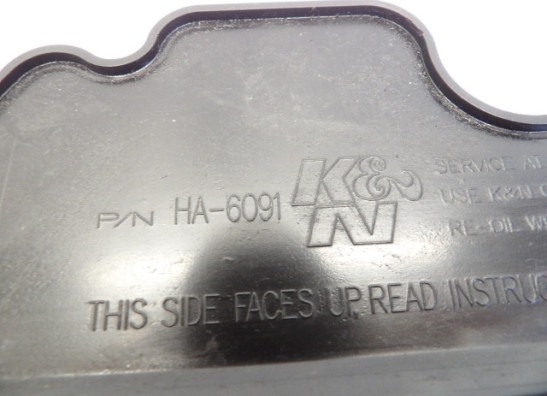 P/N HA-6091 K&N
SERVICE
USE K&N
RE-OIL
THIS SIDE FACES UP, READ